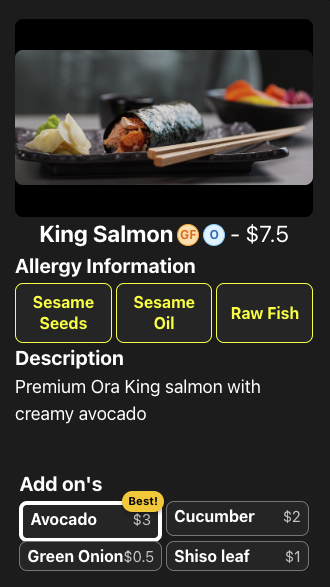 King Salmon GF O - $7.5
Allergy Information
Sesame Seeds
Sesame Oil
Raw Fish
Description
Premium Ora King salmon with
creamy avocado
Add on's
Best!
Avocado $3
Cucumber $2
Green Onion $0.5
Shiso leaf $1